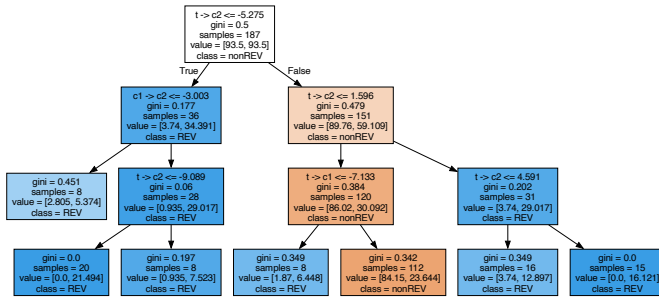 t -> c2 <= -5.275
gini = 0.5
samples = 187
value = [93.5, 93.5]
class = nonREV
True
False
c1 -> c2 <= -3.003
gini = 0.177
samples = 36
value = [3.74, 34.391]
class = REV
t -> c2 <= 1.596
gini = 0.479
samples = 151
value = [89.76, 59.109]
class = nonREV
gini = 0.451
samples = 8
value = [2.805, 5.374]
class = REV
t -> c2 <= -9.089
gini = 0.06
samples = 28
value = [0.935, 29.017]
class = REV
t -> c1 <= -7.133
gini = 0.384
samples = 120
value = [86.02, 30.092]
class = nonREV
t -> c2 <= 4.591
gini = 0.202
samples = 31
value = [3.74, 29.017]
class = REV
gini = 0.0
samples = 20
value = [0.0, 21.494]
class = REV
gini = 0.197
samples = 8
value = [0.935, 7.523]
class = REV
gini = 0.349
samples = 8
value = [1.87, 6.448]
class = REV
gini = 0.342
samples = 112
value = [84.15, 23.644]
class = nonREV
gini = 0.349
samples = 16
value = [3.74, 12.897]
class = REV
gini = 0.0
samples = 15
value = [0.0, 16.121]
class = REV